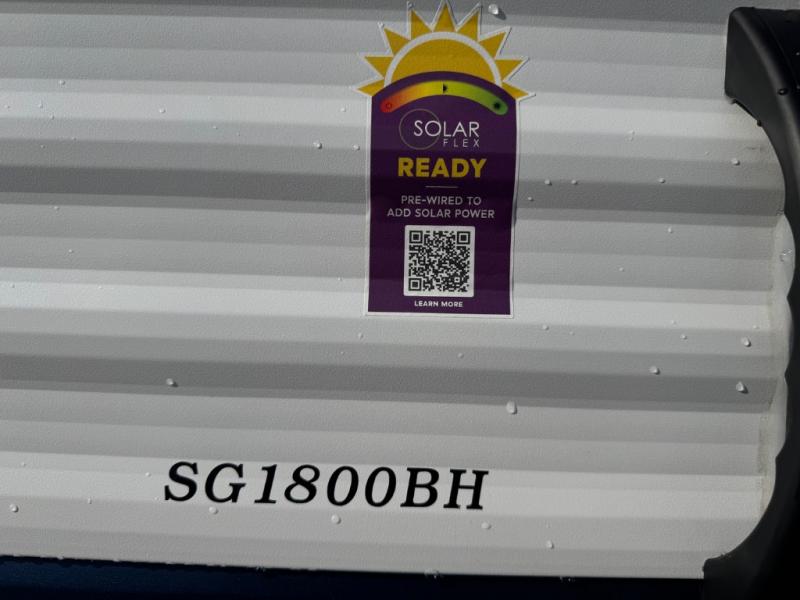 SOLAR
FLEX
READY
PRE-WIRED TO
ADD SOLAR POWER
LEARN MORE
SG1800BH